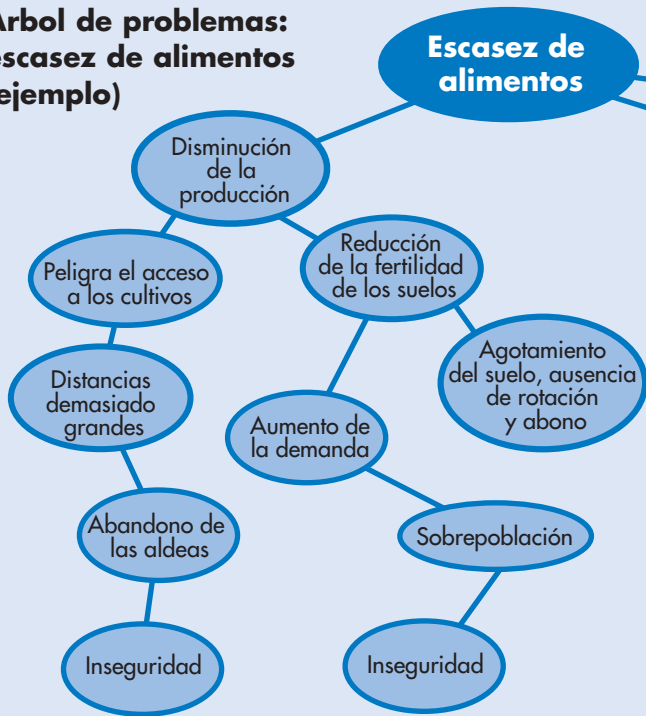 Arbol de problemas:
escasez de alimentos
ejemplo)
Escasez de
alimentos
Disminución
de la
producción
Peligra el acceso
a los cultivos
Reducción
de la fertilidad
de los suelos
Distancias
demasiado
grandes
Aumento de
la demanda
Agotamiento
del suelo, ausencia
de rotación
y abono
Abandono de
las aldeas
Sobrepoblación
Inseguridad
Inseguridad